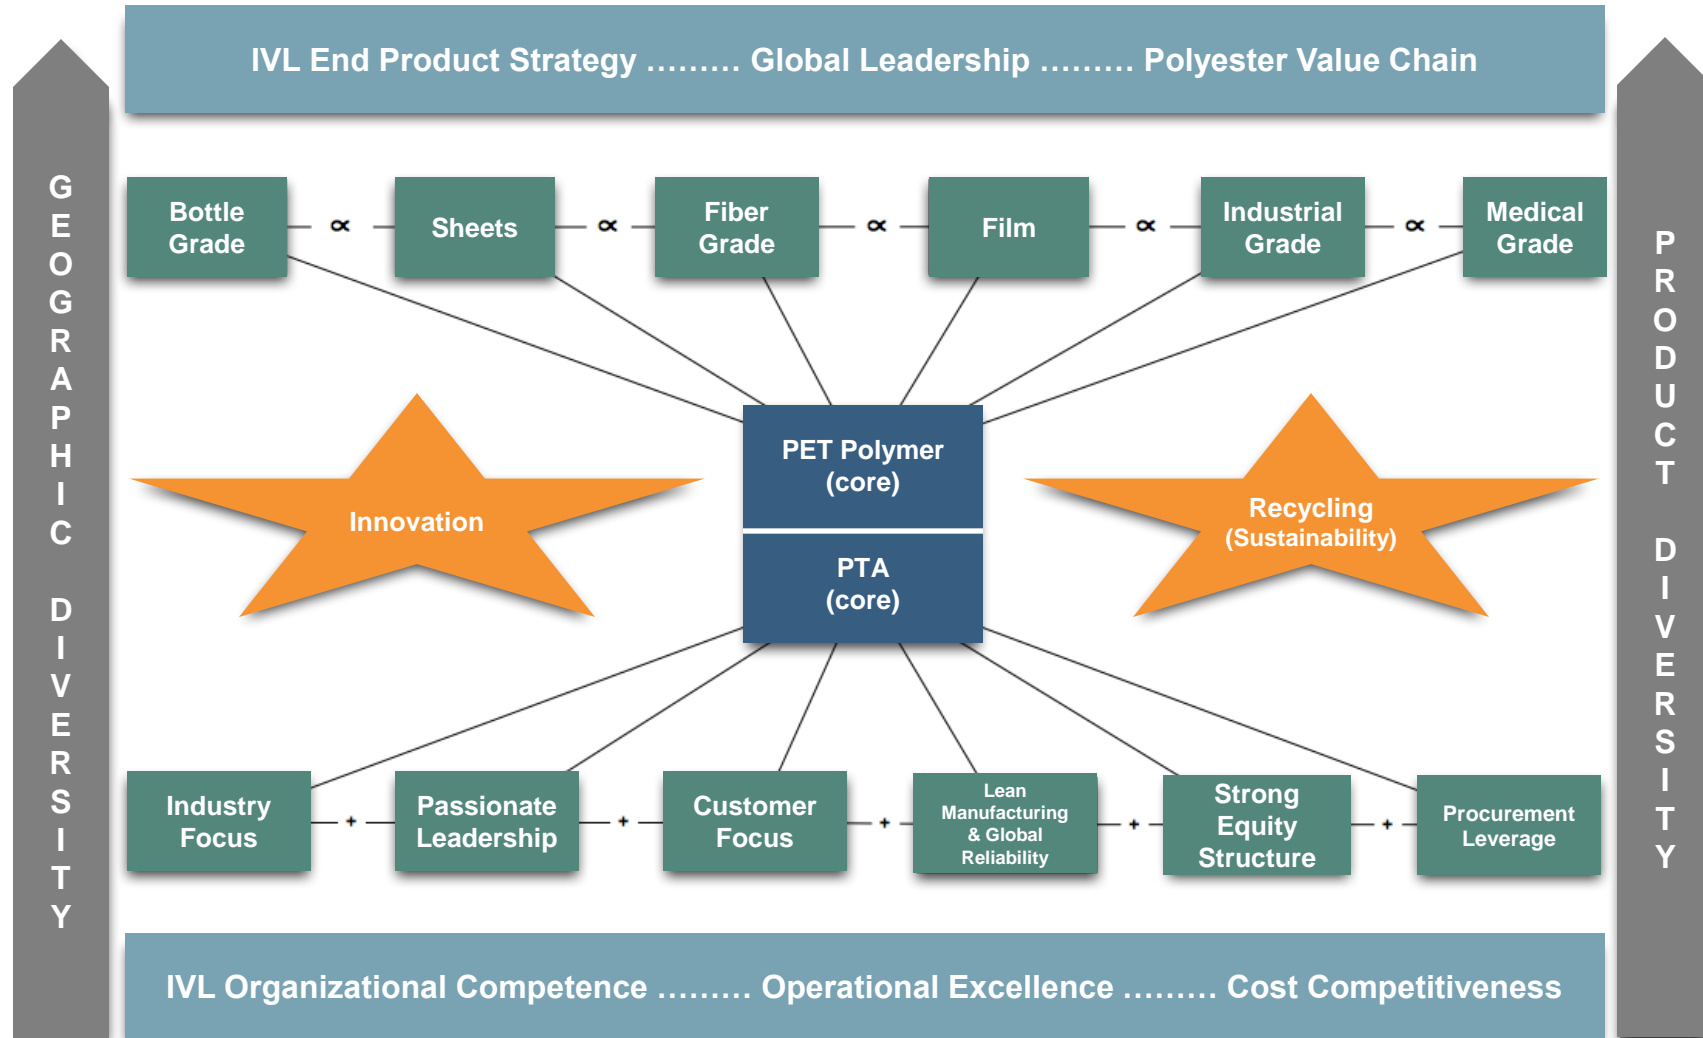 IVL End Product Strategy ……… Global Leadership ……… Polyester Value Chain
GEOGRAPHIC DIVERSITY
PRODUCT DIVERSITY
Bottle
Grade
∝
Sheets
∝
Fiber
Grade
∝
Film
∝
Industrial
Grade
∝
Medical
Grade
Innovation
PET Polymer
(core)
PTA
(core)
Recycling
(Sustainability)
Industry
Focus
+
Passionate
Leadership
+
Customer
Focus
+
Lean
Manufacturing
& Global
Reliability
+
Strong
Equity
Structure
+
Procurement
Leverage
IVL Organizational Competence ……… Operational Excellence ……… Cost Competitiveness